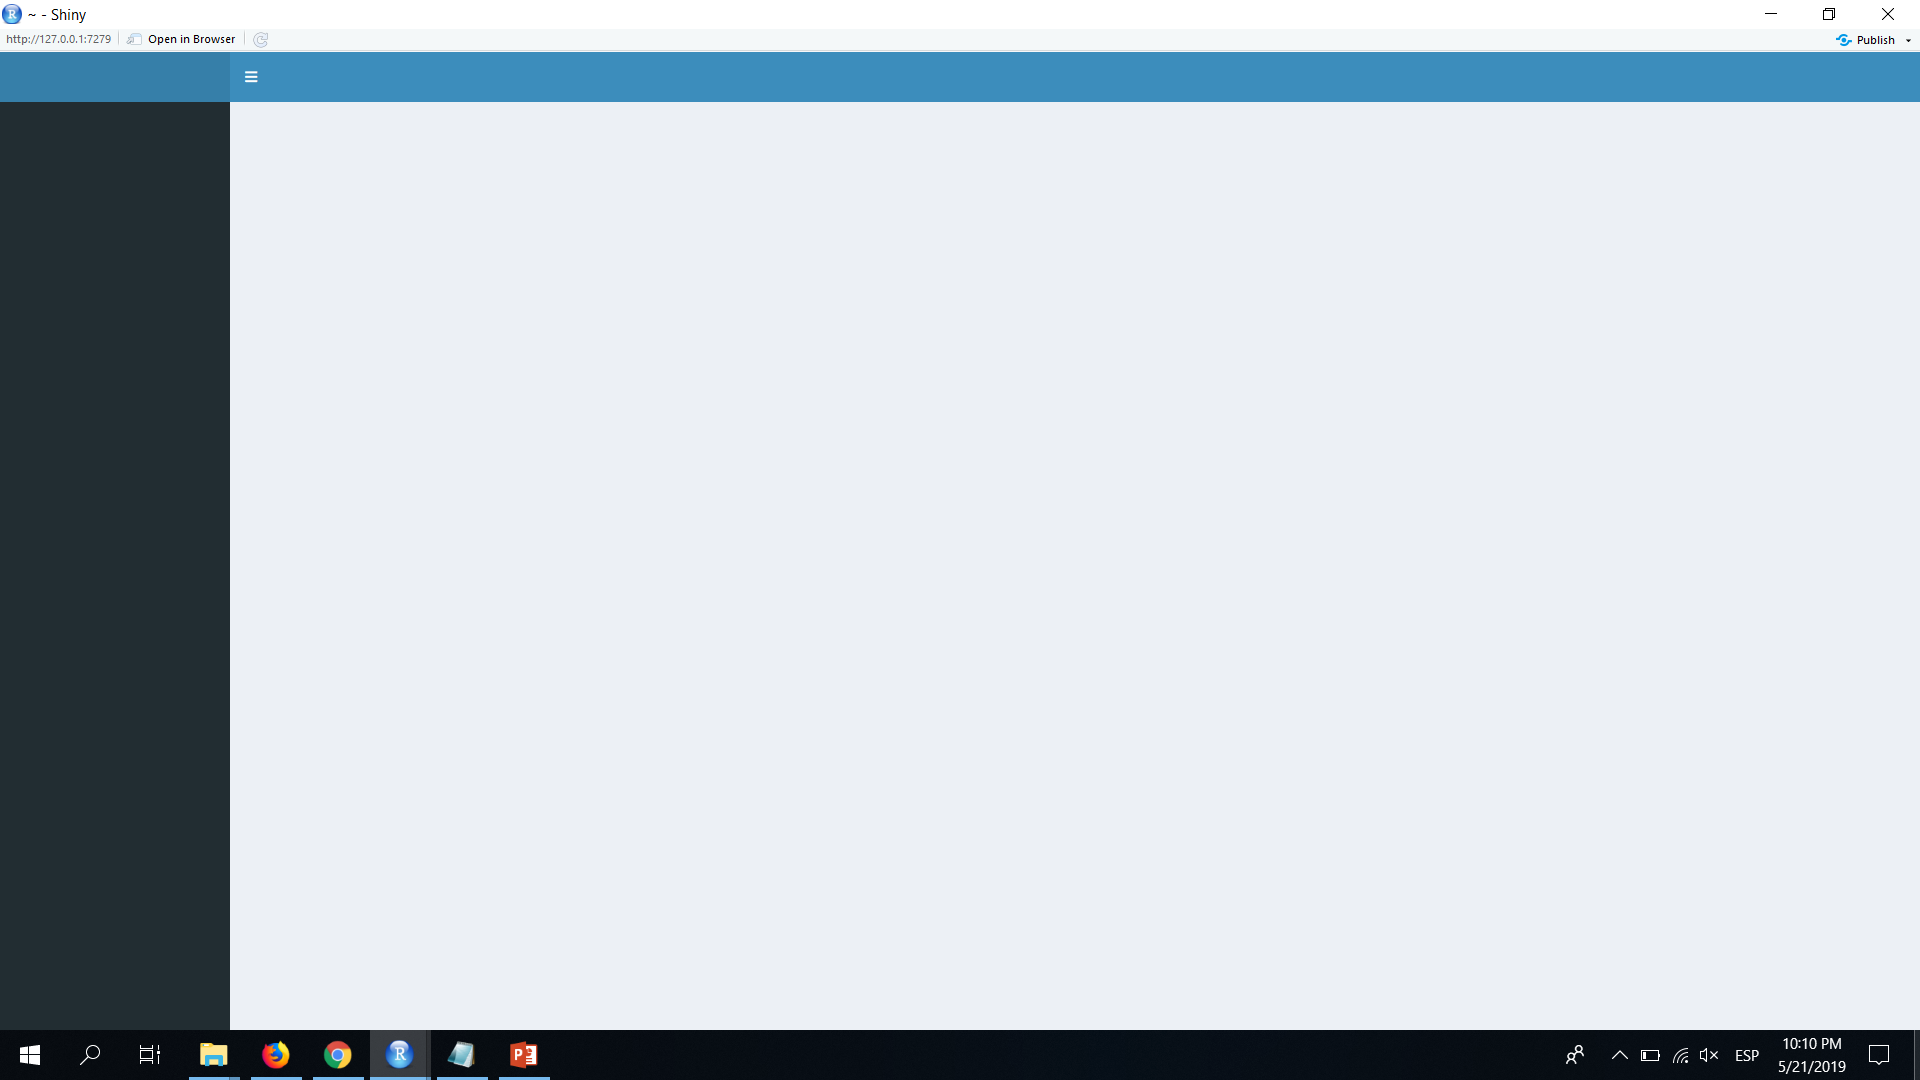 ~ - Shiny
http://127.0.0.1:7279 Open in Browser Publish
ESP
10:10 PM
5/21/2019